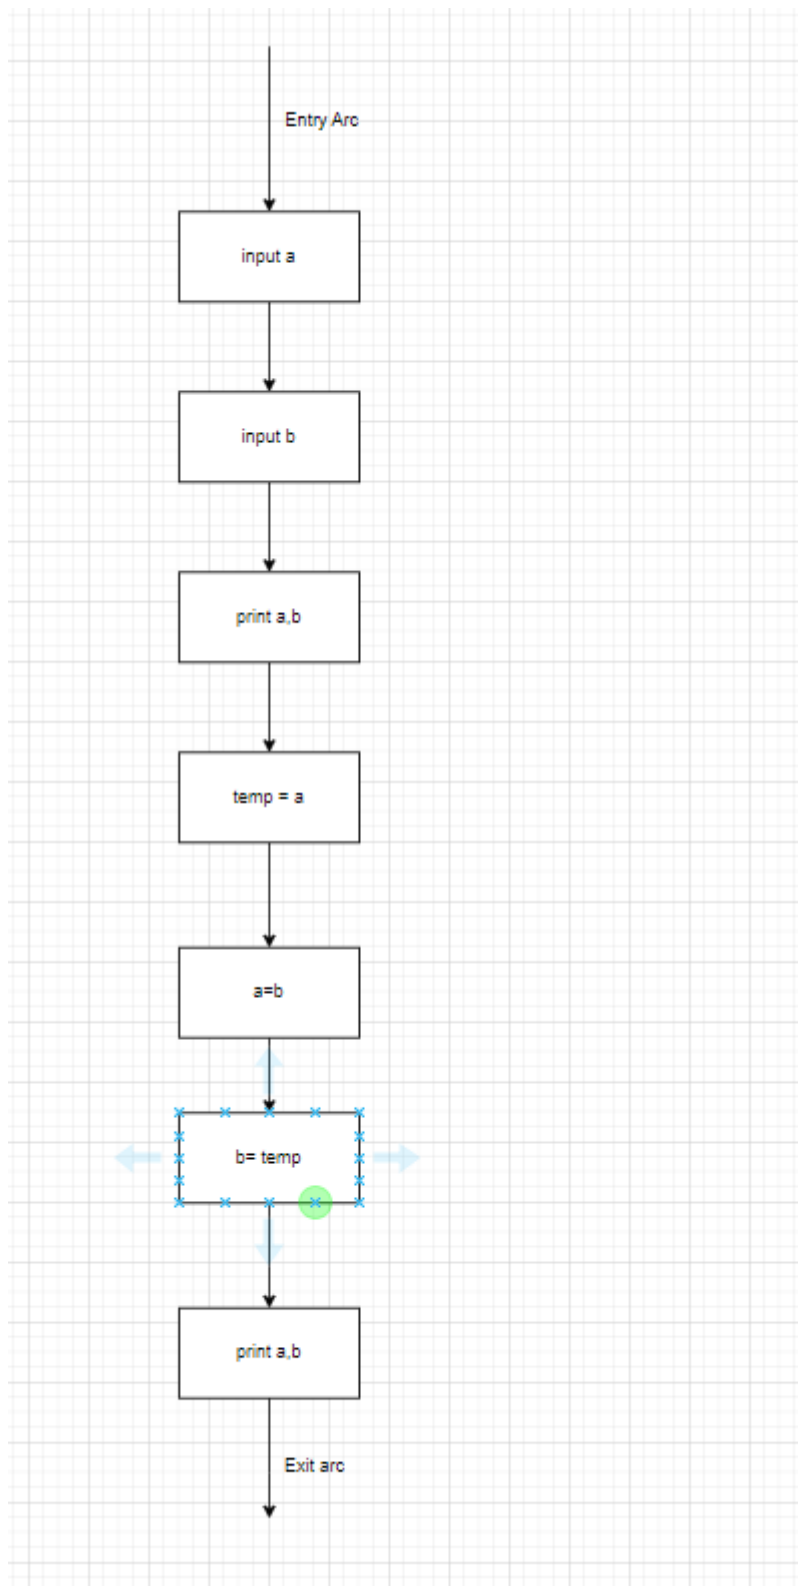 Entry Arc
input a
input b
print a,b
temp = a
a=b
b= temp
print a,b
Exit arc